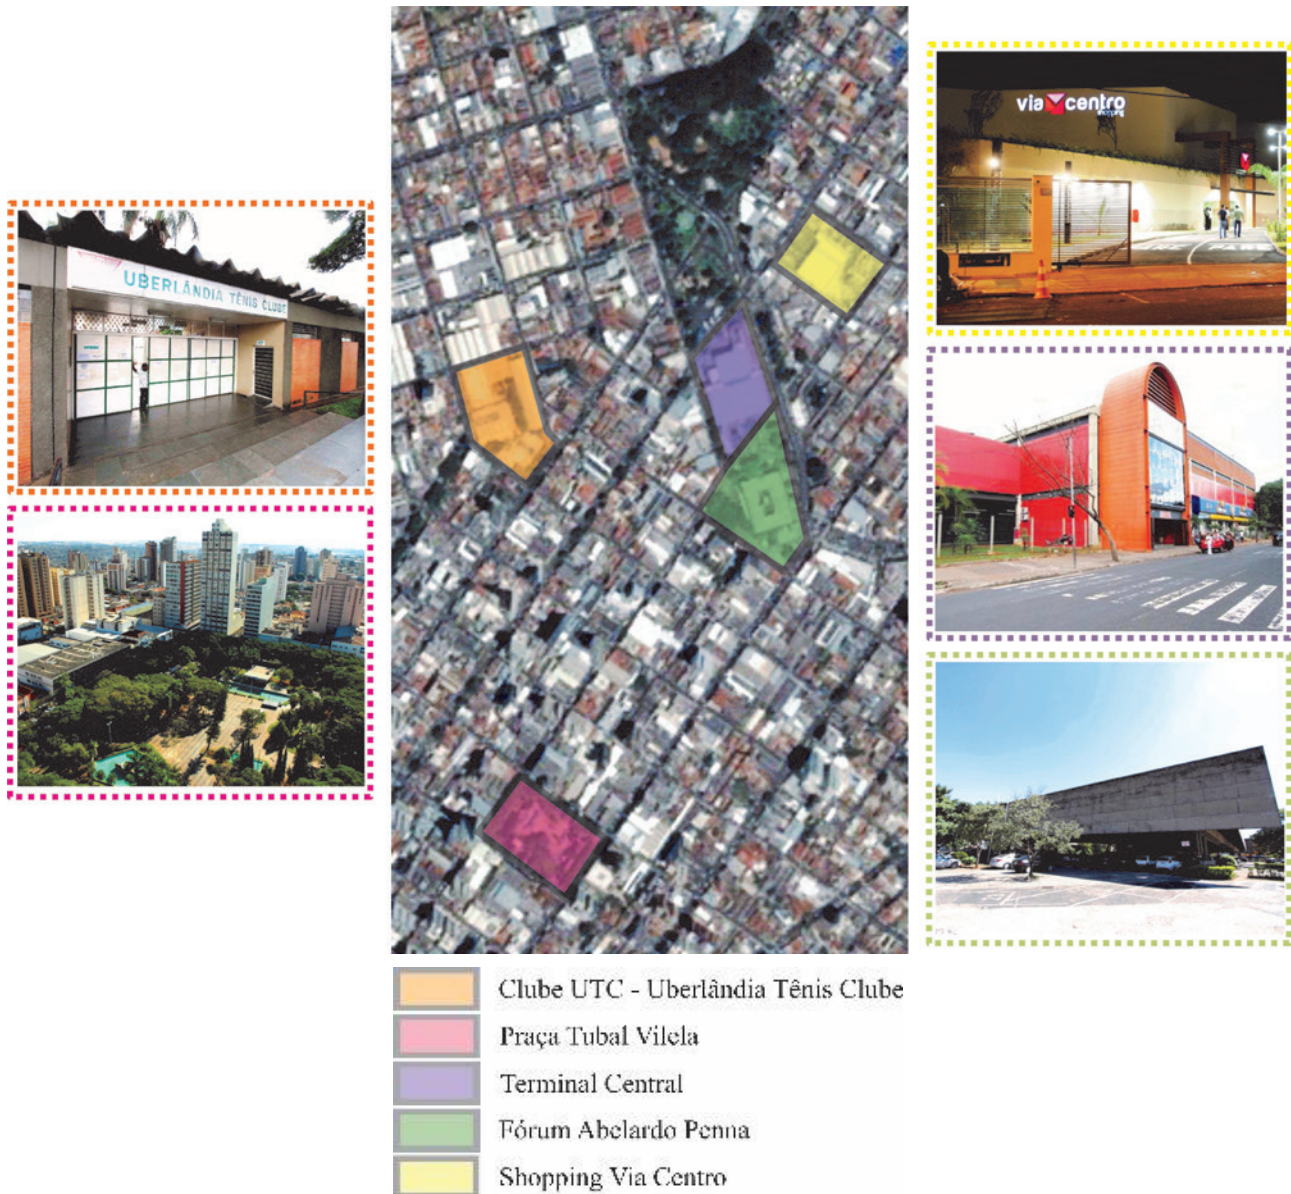 UBERLÂNDIA TÊNIS CLUBE
via centro
shopping
Clube UTC - Uberlândia Tênis Clube
Praça Tubal Vilela
Terminal Central
Fórum Abelardo Penna
Shopping Via Centro